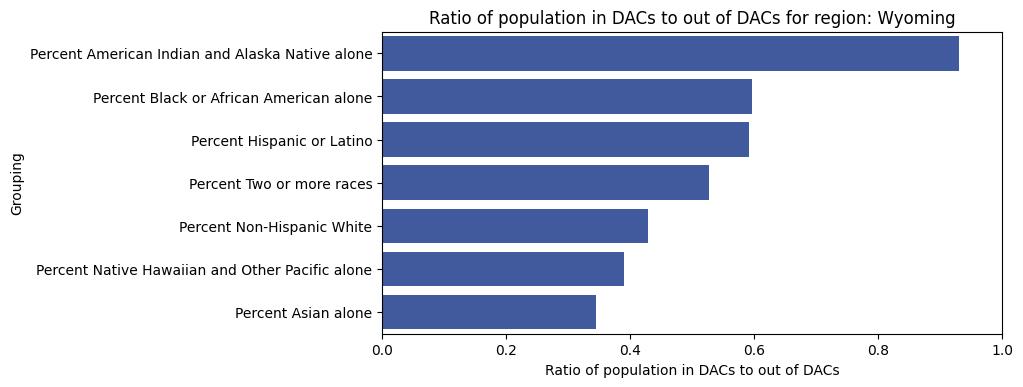 Ratio of population in DACs to out of DACs for region: Wyoming
Grouping
Percent American Indian and Alaska Native alone
Percent Black or African American alone
Percent Hispanic or Latino
Percent Two or more races
Percent Non-Hispanic White
Percent Native Hawaiian and Other Pacific alone
Percent Asian alone
0.0 0.2 0.4 0.6 0.8 1.0
Ratio of population in DACs to out of DACs